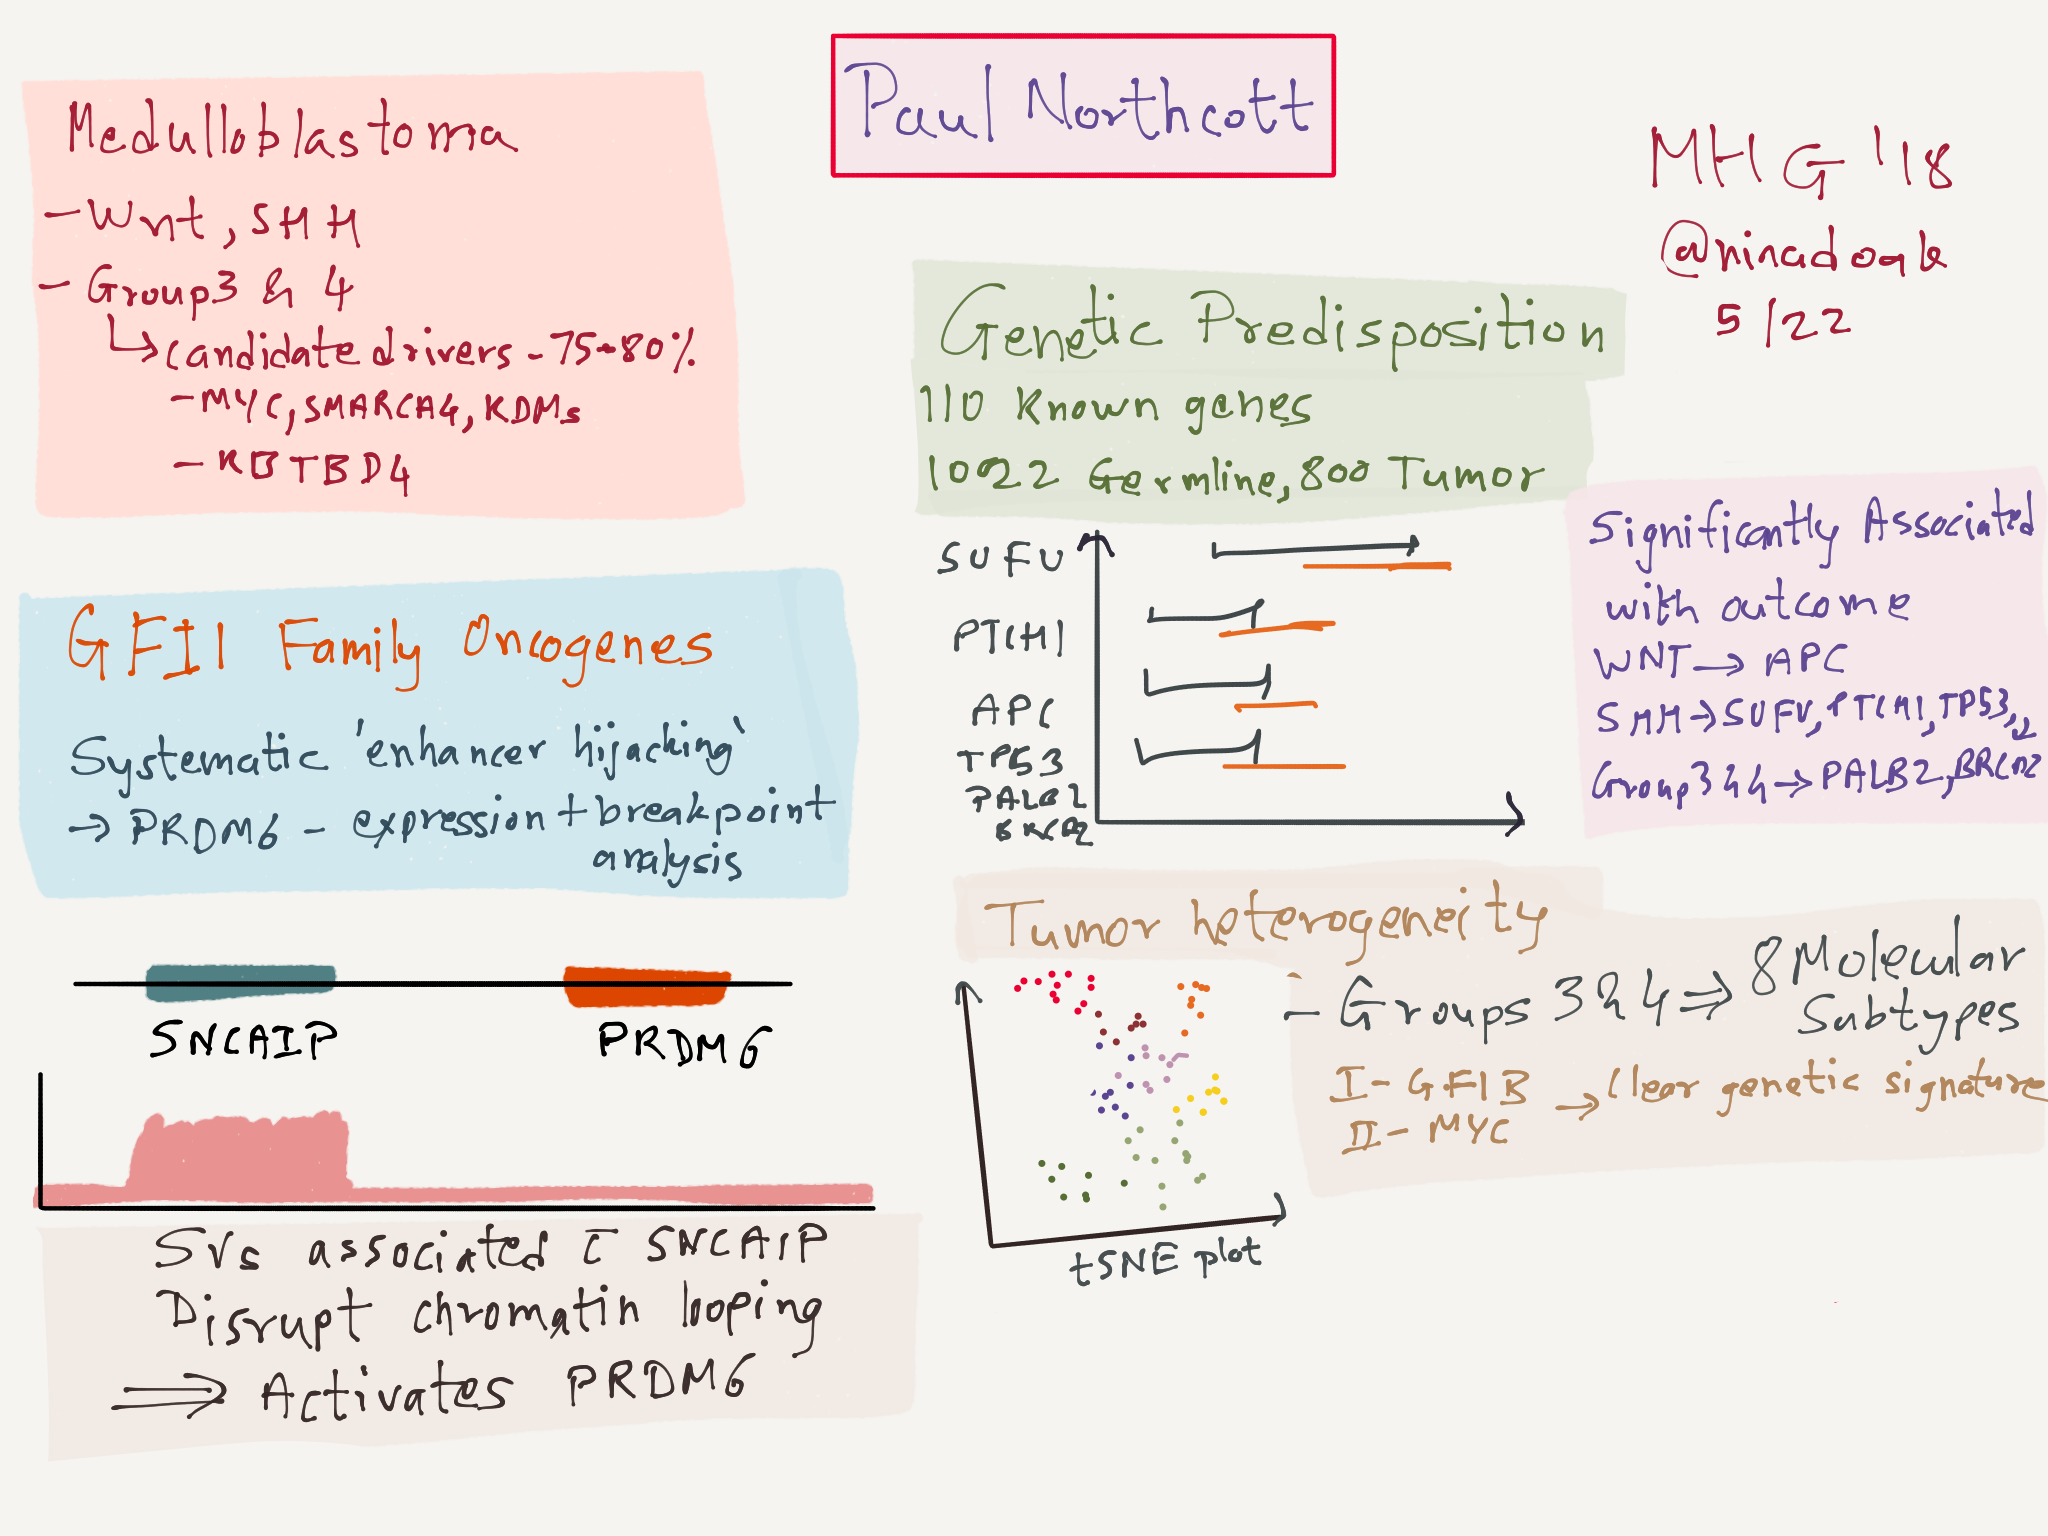 Paul Northcott
MHG '18
@ninadoak
5/22
Medulloblastoma
- Wnt, SHH
- Group3 & 4
↳ Candidate drivers - 75-80%
- MYC, SMARCA4, KDMs
- KBTBD4
GFI1 Family Oncogenes
Systematic 'enhancer hijacking'
→ PRDM6 - expression + breakpoint
analysis
SNCAIP PRDM6
SVs associated c̄ SNCAIP
Disrupt chromatin looping
⇒ Activates PRDM6
Genetic Predisposition
110 Known genes
1022 Germline, 800 Tumor
SUFU
PTCH1
APC
TP53
PALB2
BRCA2
Significantly Associated
with outcome
WNT → APC
SHH → SUFU, PTCH1, TP53,
Group 3 & 4 → PALB2, BRCA2
Tumor heterogeneity
- Groups 3 & 4 ⇒ 8 Molecular
Subtypes
I - GFI1B → Clear genetic signature
II - MYC
tSNE plot